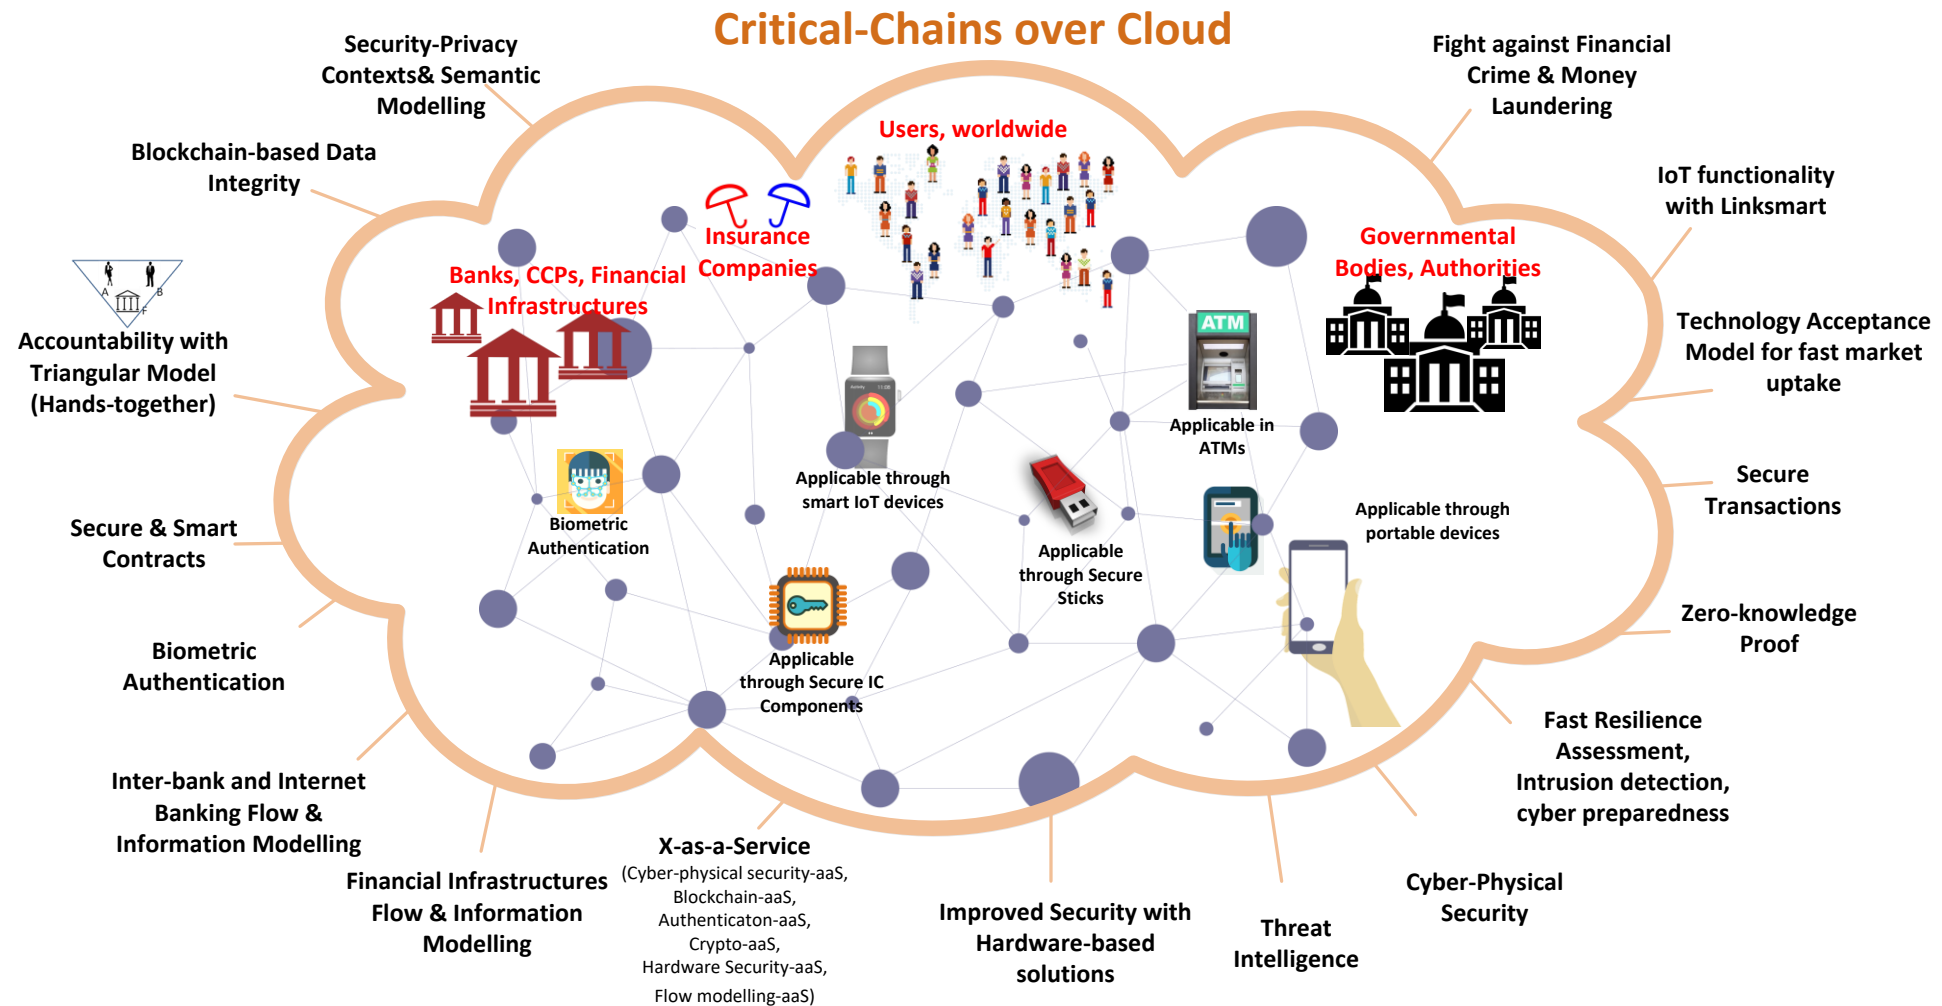 Critical-Chains over Cloud
Security-Privacy
Contexts& Semantic
Modelling
Fight against Financial
Crime & Money
Laundering
Users, worldwide
Blockchain-based Data
Integrity
IoT functionality
with Linksmart
Insurance
Companies
Governmental
Bodies, Authorities
Banks, CCPs, Financial
Infrastructures
A
B
F
Accountability with
Triangular Model
(Hands-together)
ATM
Technology Acceptance
Model for fast market
uptake
Applicable in
ATMs
Applicable through
smart IoT devices
Secure
Transactions
Biometric
Authentication
Applicable through
portable devices
Secure & Smart
Contracts
Applicable
through Secure
Sticks
Zero-knowledge
Proof
Biometric
Authentication
Applicable
through Secure IC
Components
Fast Resilience
Assessment,
Intrusion detection,
cyber preparedness
Inter-bank and Internet
Banking Flow &
Information Modelling
Financial Infrastructures
Flow & Information
Modelling
X-as-a-Service
(Cyber-physical security-aaS,
Blockchain-aaS,
Authenticaton-aaS,
Crypto-aaS,
Hardware Security-aaS,
Flow modelling-aaS)
Improved Security with
Hardware-based
solutions
Threat
Intelligence
Cyber-Physical
Security